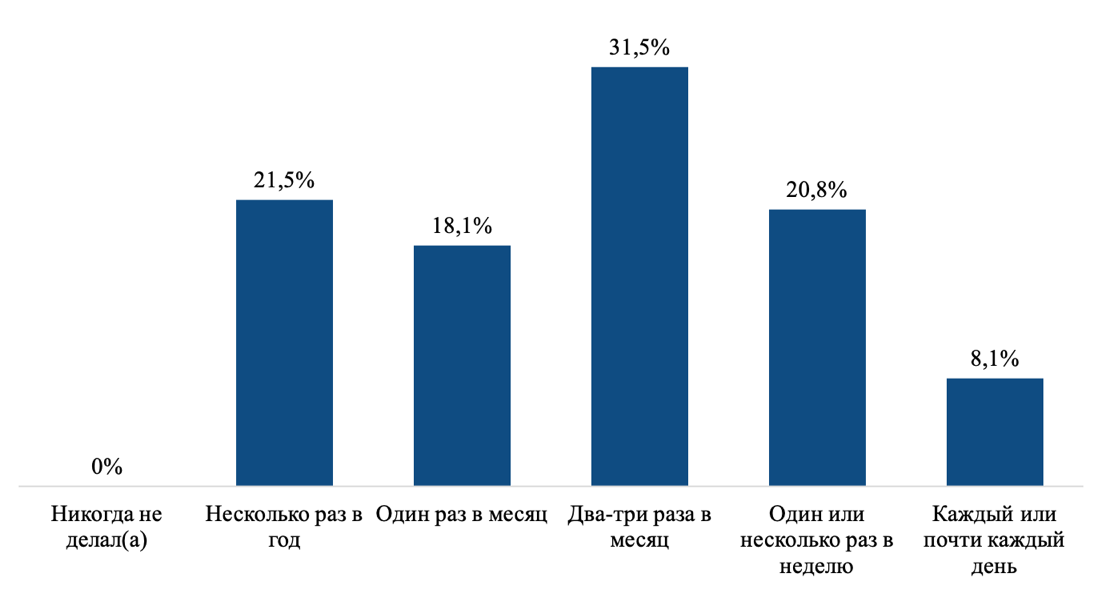 31,5%
21,5%
20,8%
18,1%
8,1%
0%
Никогда не
делал(а)
Несколько раз в
год
Один раз в месяц
Два-три раза в
месяц
Один или
несколько раз в
неделю
Каждый или
почти каждый
день